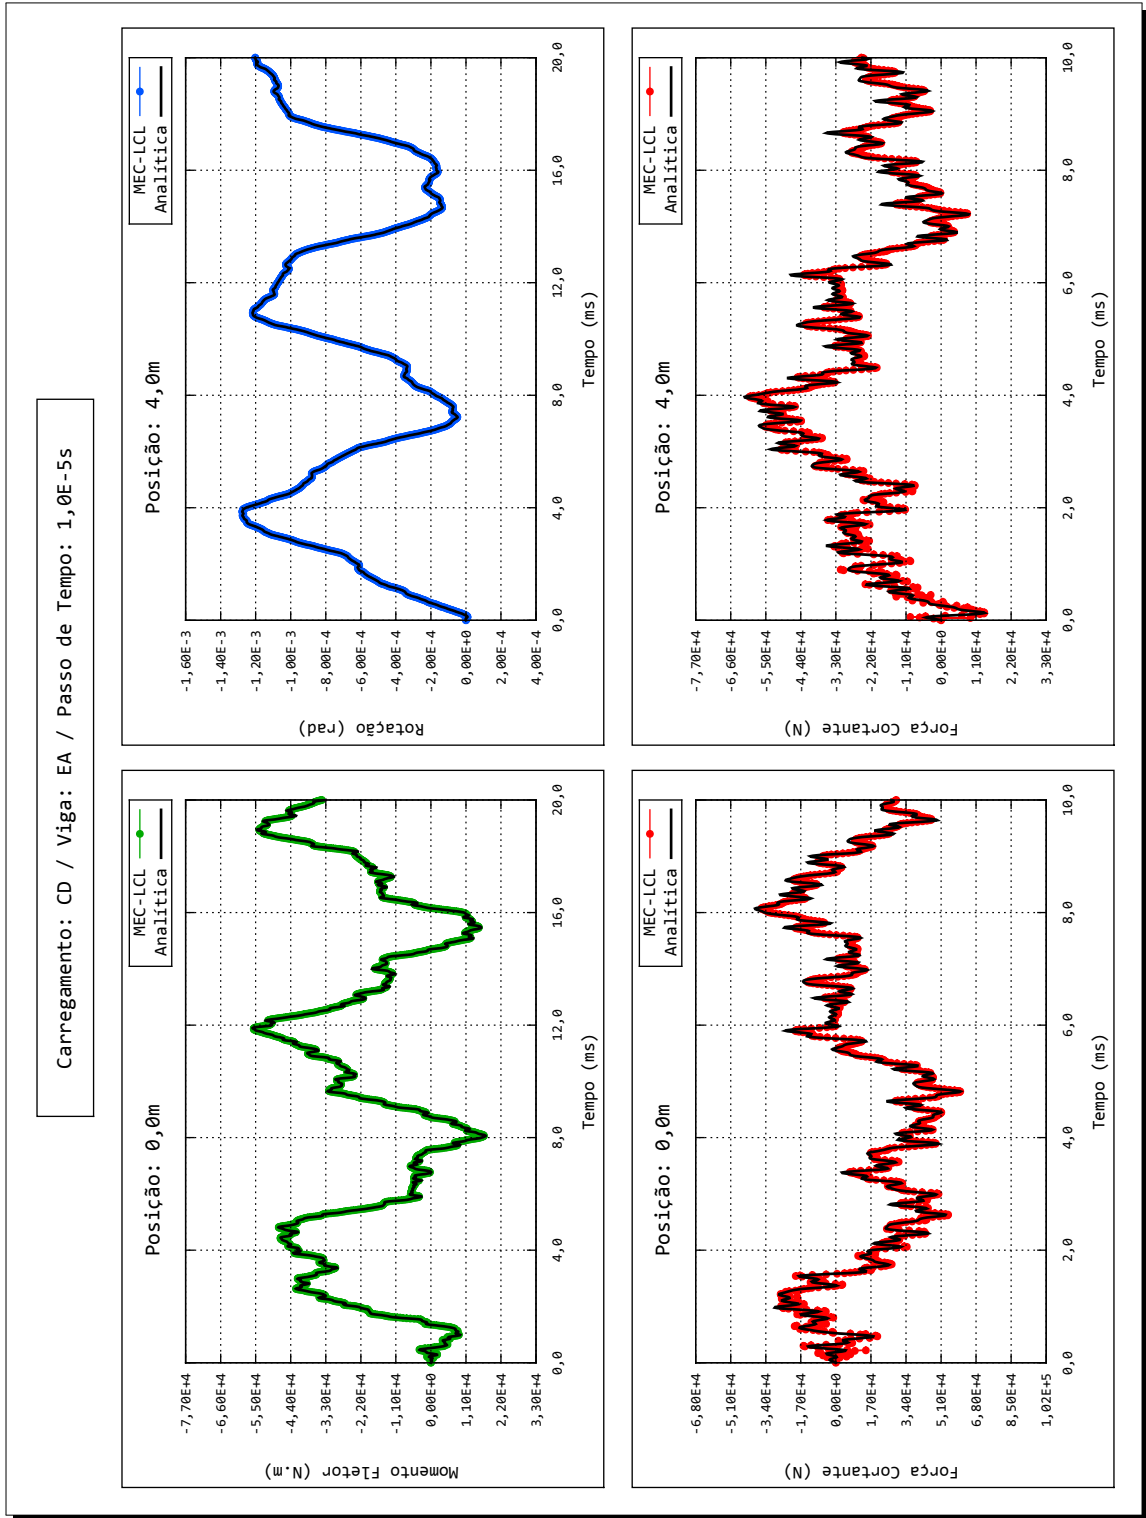 Carregamento: CD / Viga: EA / Passo de Tempo: 1,0E-5s
Posição: 0,0m
MEC-LCL
Analítica
Momento Fletor (N.m)
-7,70E+4
-6,60E+4
-5,50E+4
-4,40E+4
-3,30E+4
-2,20E+4
-1,10E+4
0,00E+0
1,10E+4
2,20E+4
3,30E+4
0,0
4,0
8,0
12,0
16,0
20,0
Tempo (ms)
Posição: 4,0m
MEC-LCL
Analítica
Rotação (rad)
-1,60E-3
-1,40E-3
-1,20E-3
-1,00E-3
-8,00E-4
-6,00E-4
-4,00E-4
-2,00E-4
0,00E+0
2,00E-4
4,00E-4
0,0
4,0
8,0
12,0
16,0
20,0
Tempo (ms)
Posição: 0,0m
MEC-LCL
Analítica
Força Cortante (N)
-6,80E+4
-5,10E+4
-3,40E+4
-1,70E+4
0,00E+0
1,70E+4
3,40E+4
5,10E+4
6,80E+4
8,50E+4
1,02E+5
0,0
2,0
4,0
6,0
8,0
10,0
Tempo (ms)
Posição: 4,0m
MEC-LCL
Analítica
Força Cortante (N)
-7,70E+4
-6,60E+4
-5,50E+4
-4,40E+4
-3,30E+4
-2,20E+4
-1,10E+4
0,00E+0
1,10E+4
2,20E+4
3,30E+4
0,0
2,0
4,0
6,0
8,0
10,0
Tempo (ms)